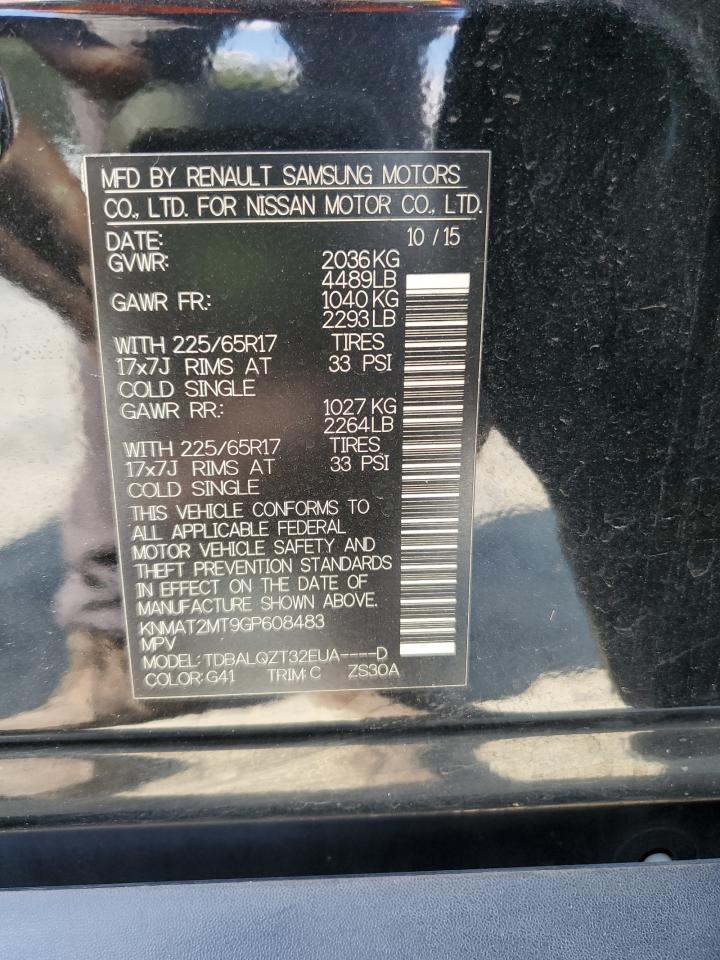 MFD BY RENAULT SAMSUNG MOTORS
CO., LTD. FOR NISSAN MOTOR CO., LTD.
DATE: 10 / 15
GVWR: 2036 KG
4489 LB
GAWR FR.: 1040 KG
2293 LB
WITH 225/65R17 TIRES
17x7J RIMS AT 33 PSI
COLD SINGLE
GAWR RR.: 1027 KG
2264 LB
WITH 225/65R17 TIRES
17x7J RIMS AT 33 PSI
COLD SINGLE
THIS VEHICLE CONFORMS TO
ALL APPLICABLE FEDERAL
MOTOR VEHICLE SAFETY AND
THEFT PREVENTION STANDARDS
IN EFFECT ON THE DATE OF
MANUFACTURE SHOWN ABOVE.
KNMAT2MT9GP608483
MPV
MODEL: TDBALQZT32EUA----D
COLOR: G41 TRIM: C ZS30A